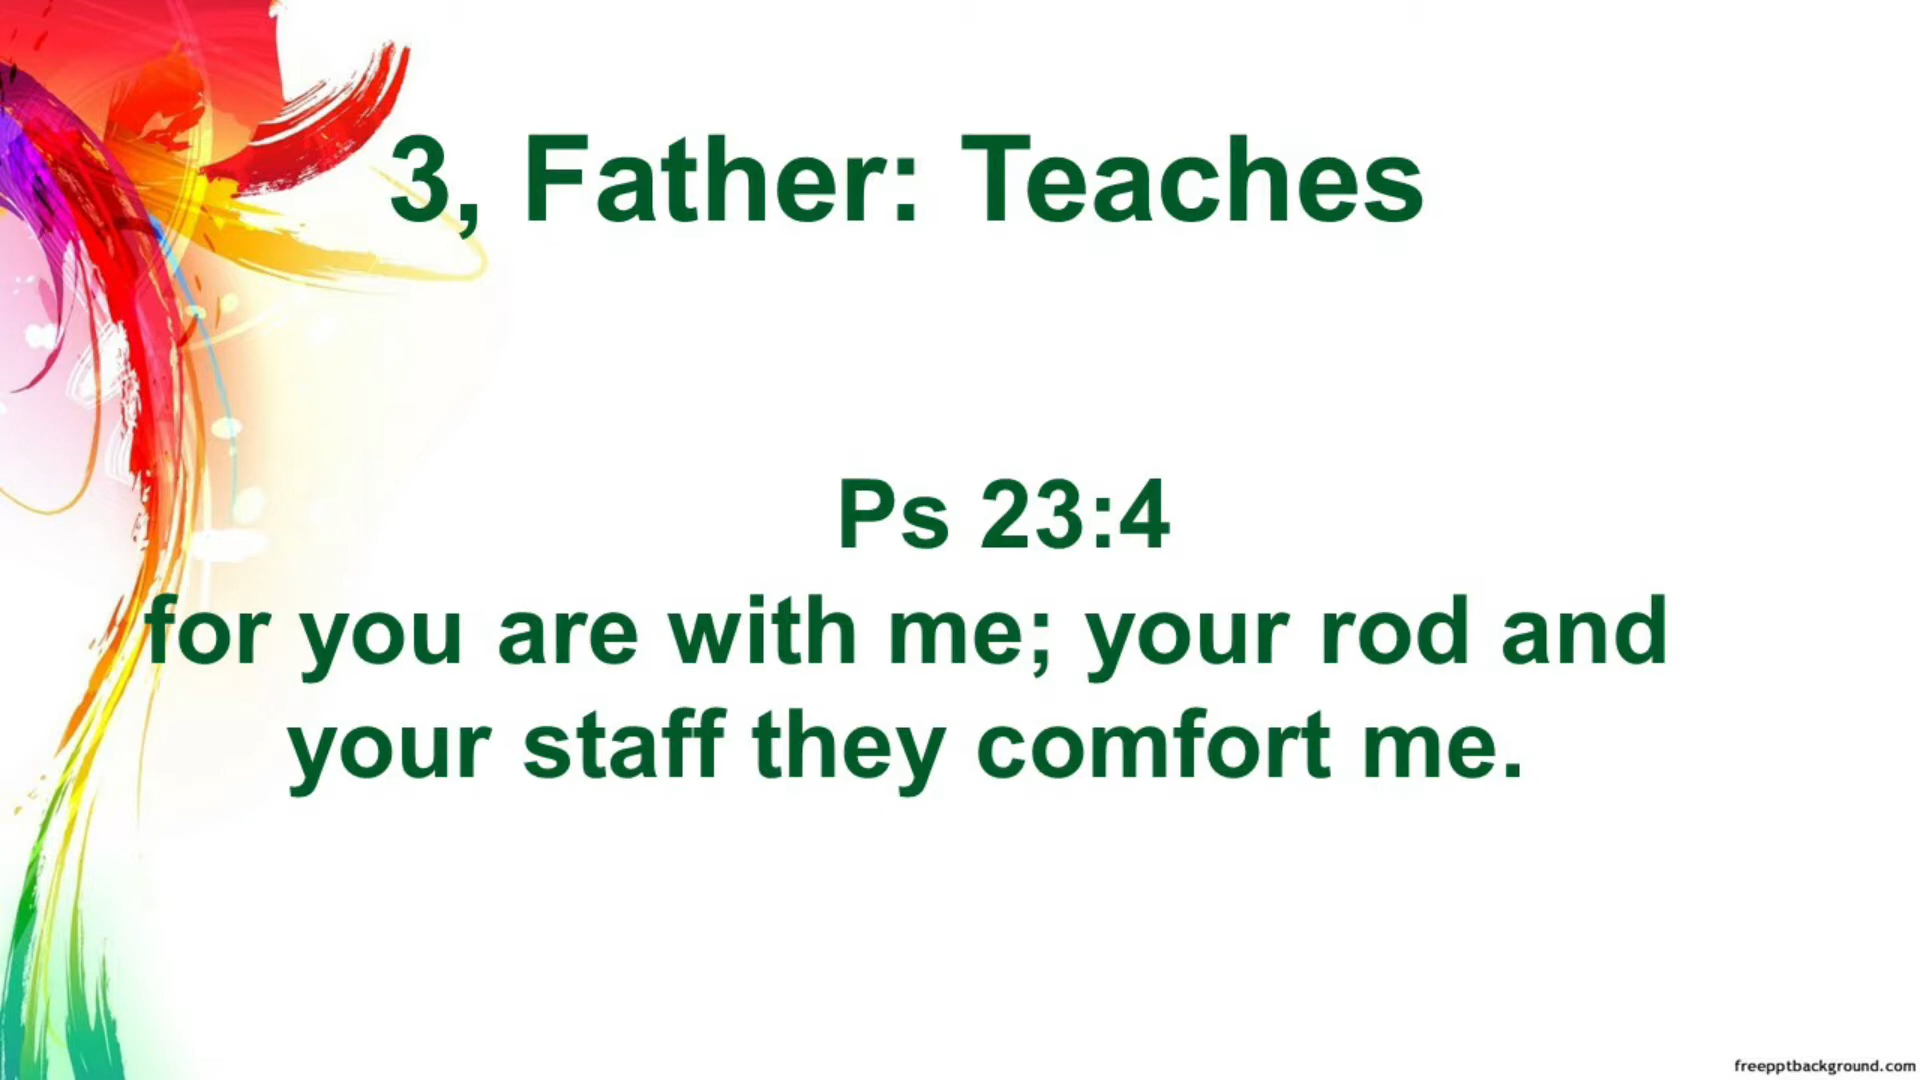 3, Father: Teaches
Ps 23:4
for you are with me; your rod and
your staff they comfort me.
freepptbackground.com